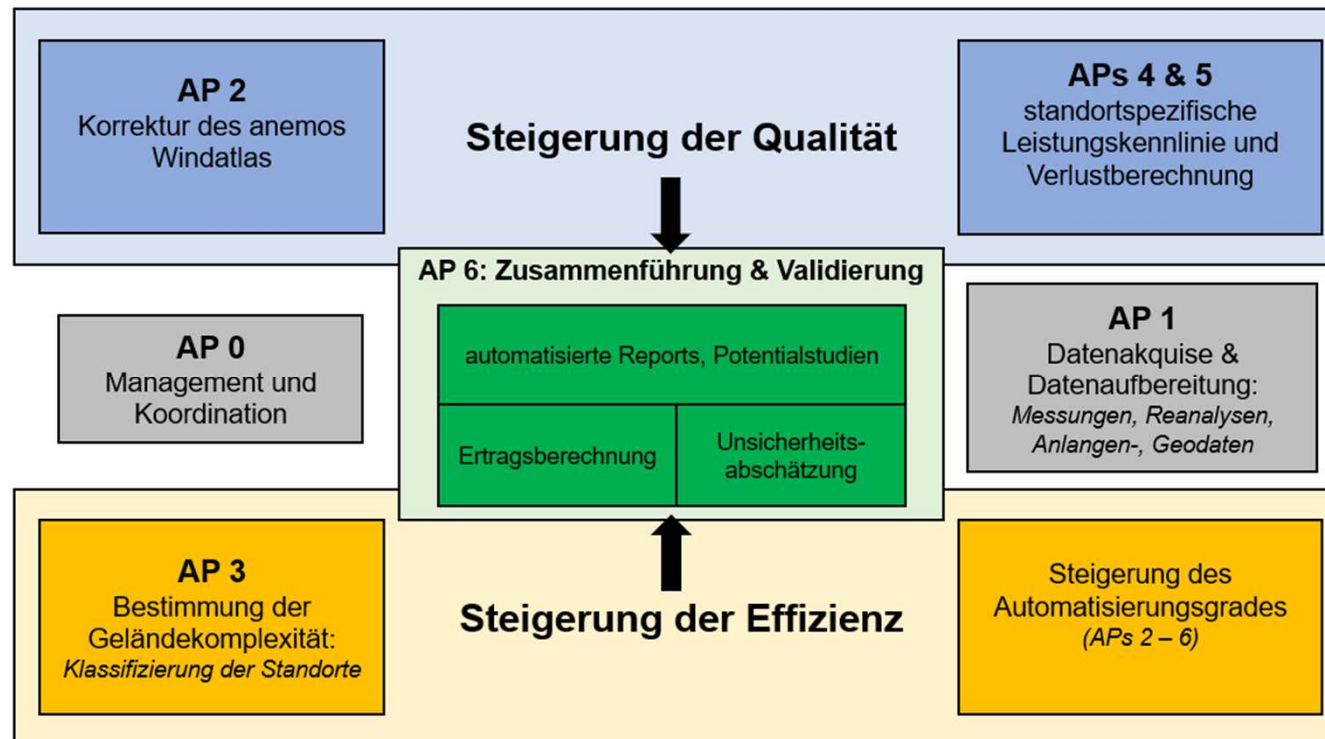 AP 2
Korrektur des anemos
Windatlas
Steigerung der Qualität
APs 4 & 5
standortspezifische
Leistungskennlinie und
Verlustberechnung
AP 0
Management und
Koordination
AP 6: Zusammenführung & Validierung
automatisierte Reports, Potentialstudien
Ertragsberechnung
Unsicherheits-
abschätzung
AP 1
Datenakquise &
Datenaufbereitung:
Messungen, Reanalysen,
Anlangen-, Geodaten
AP 3
Bestimmung der
Geländekomplexität:
Klassifizierung der Standorte
Steigerung der Effizienz
Steigerung des
Automatisierungsgrades
(APs 2 – 6)